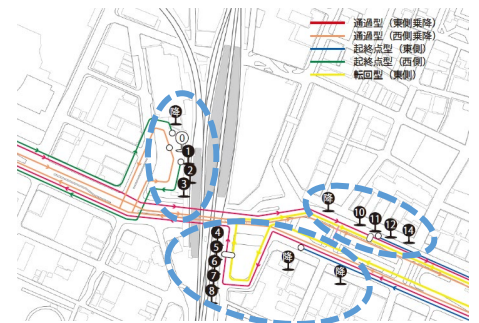 通過型（東側乗降）
通過型（西側乗降）
起終点型（東側）
起終点型（西側）
転回型（東側）
降
0
1
2
3
降
10
11
12
14
4
5
6
7
8
降
降